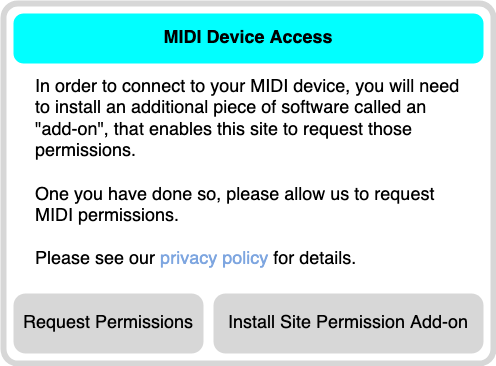 MIDI Device Access
In order to connect to your MIDI device, you will need
to install an additional piece of software called an
"add-on", that enables this site to request those
permissions.
One you have done so, please allow us to request
MIDI permissions.
Please see our privacy policy for details.
Request Permissions
Install Site Permission Add-on